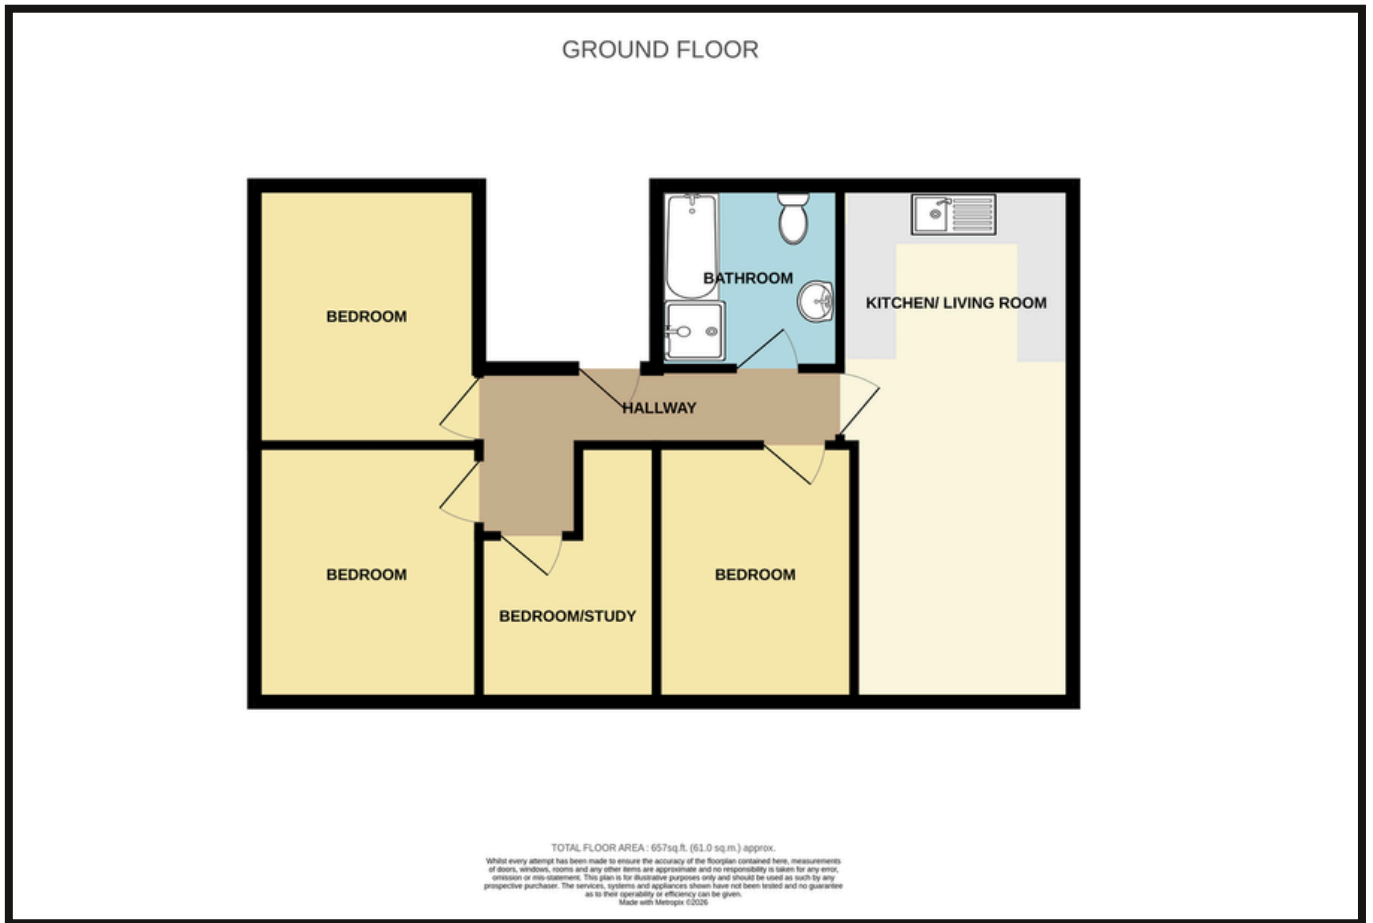 GROUND FLOOR
BATHROOM
KITCHEN/ LIVING ROOM
BEDROOM
HALLWAY
BEDROOM
BEDROOM
BEDROOM/STUDY
TOTAL FLOOR AREA : 657sq.ft. (61.0 sq.m.) approx.
Whilst every attempt has been made to ensure the accuracy of the floorplan contained here, measurements
of doors, windows, rooms and any other items are approximate and no responsibility is taken for any error,
omission or mis-statement. This plan is for illustrative purposes only and should be used as such by any
prospective purchaser. The services, systems and appliances shown have not been tested and no guarantee
as to their operability or efficiency can be given.
Made with Metropix ©2026